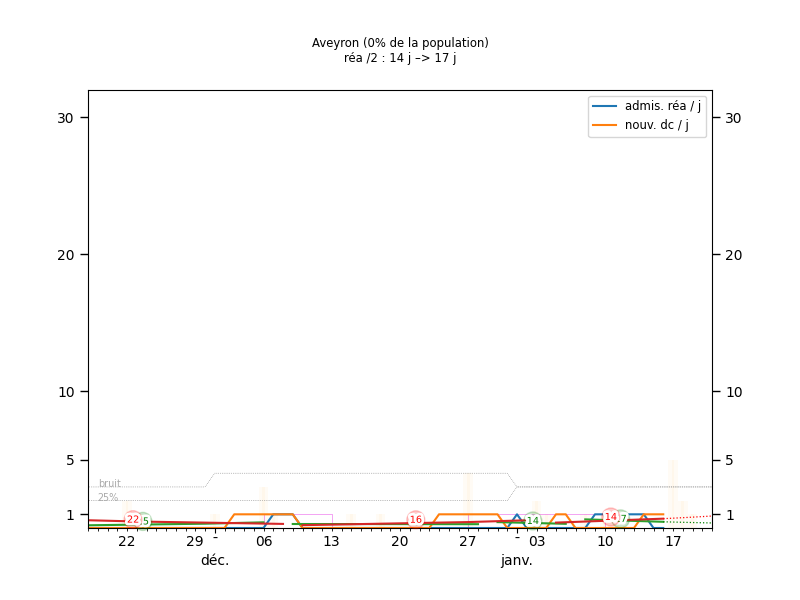 Aveyron (0% de la population)
réa /2 : 14 j –> 17 j
admis. réa / j
nouv. dc / j
30 30
20 20
10 10
5 5
bruit
25%
1 1
22 5 16 14 14 7
22 29 - 06 13 20 27 - 03 10 17
déc. janv.